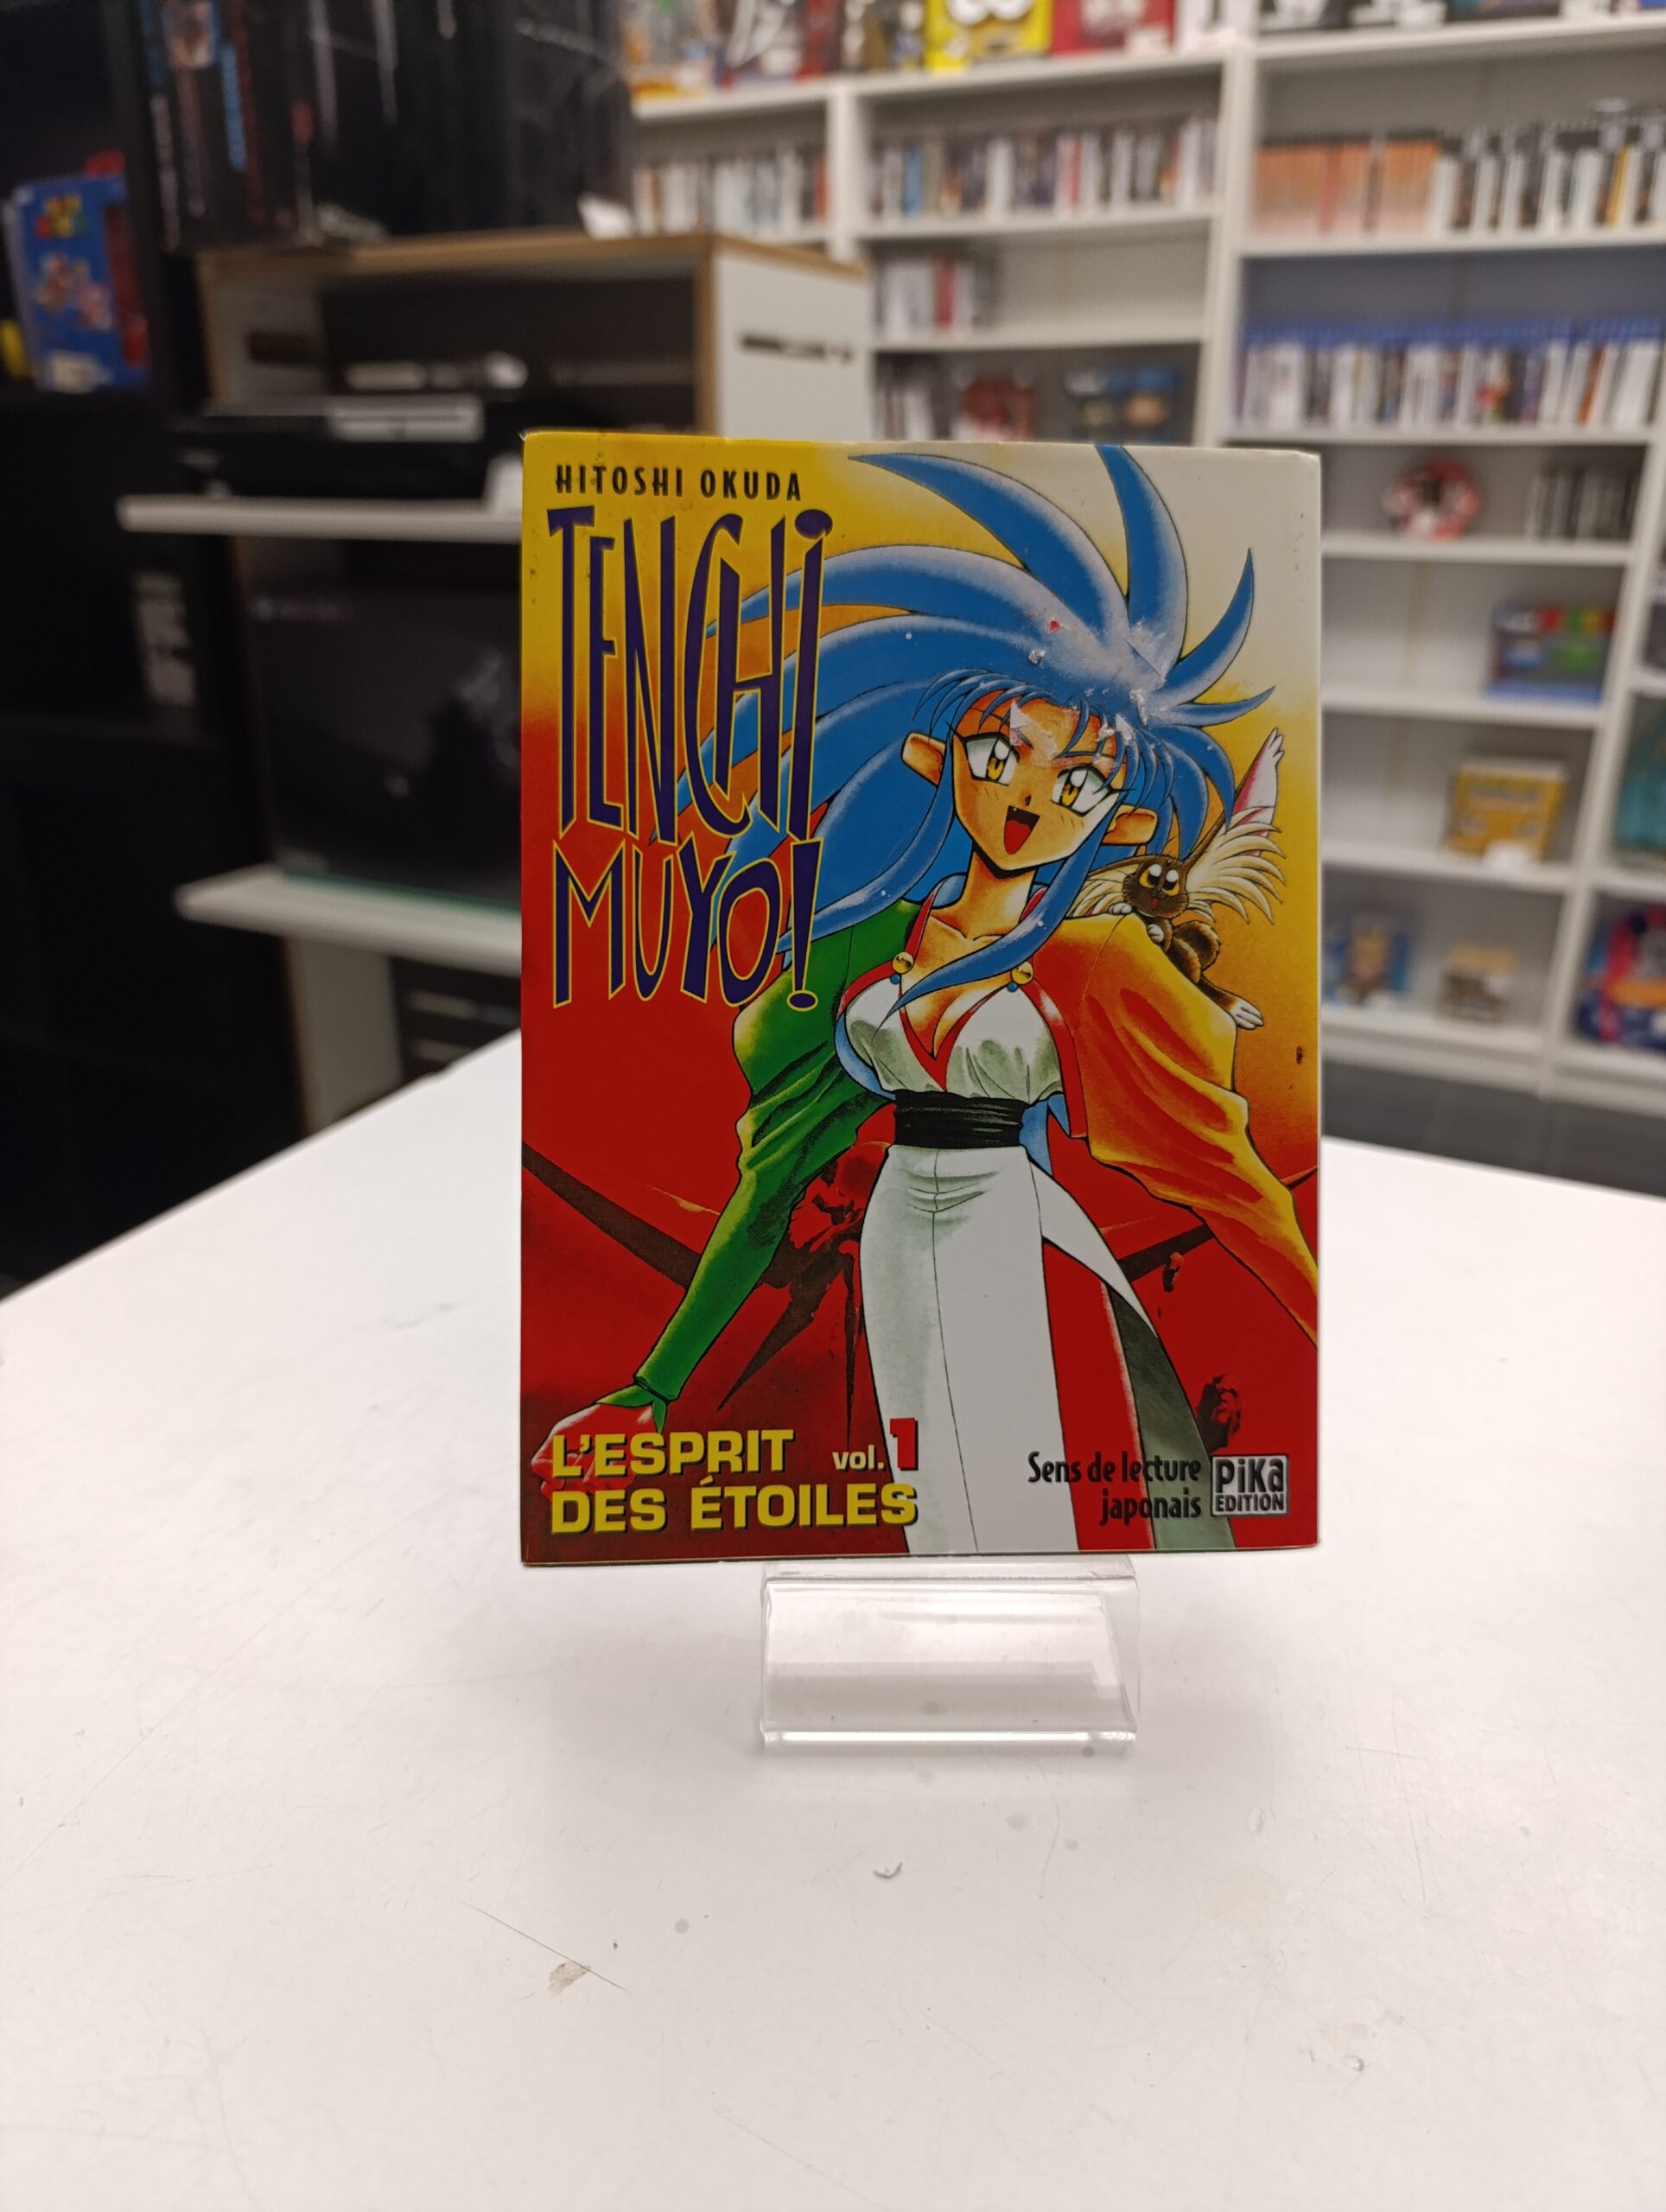 HITOSHI OKUDA
TENCHI
MUYO!
L'ESPRIT vol.1
DES ÉTOILES
Sens de lecture
japonais
PiKa
EDITION